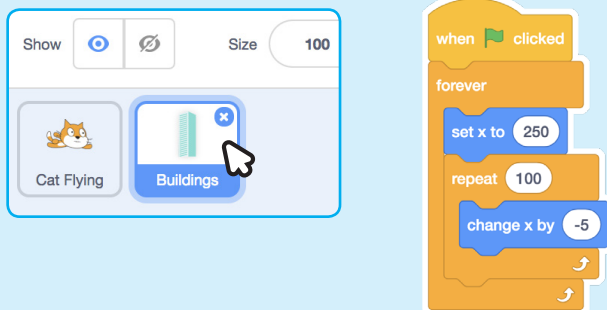 Show
Size
100
Cat Flying
Buildings
when clicked
forever
set x to 250
repeat 100
change x by -5